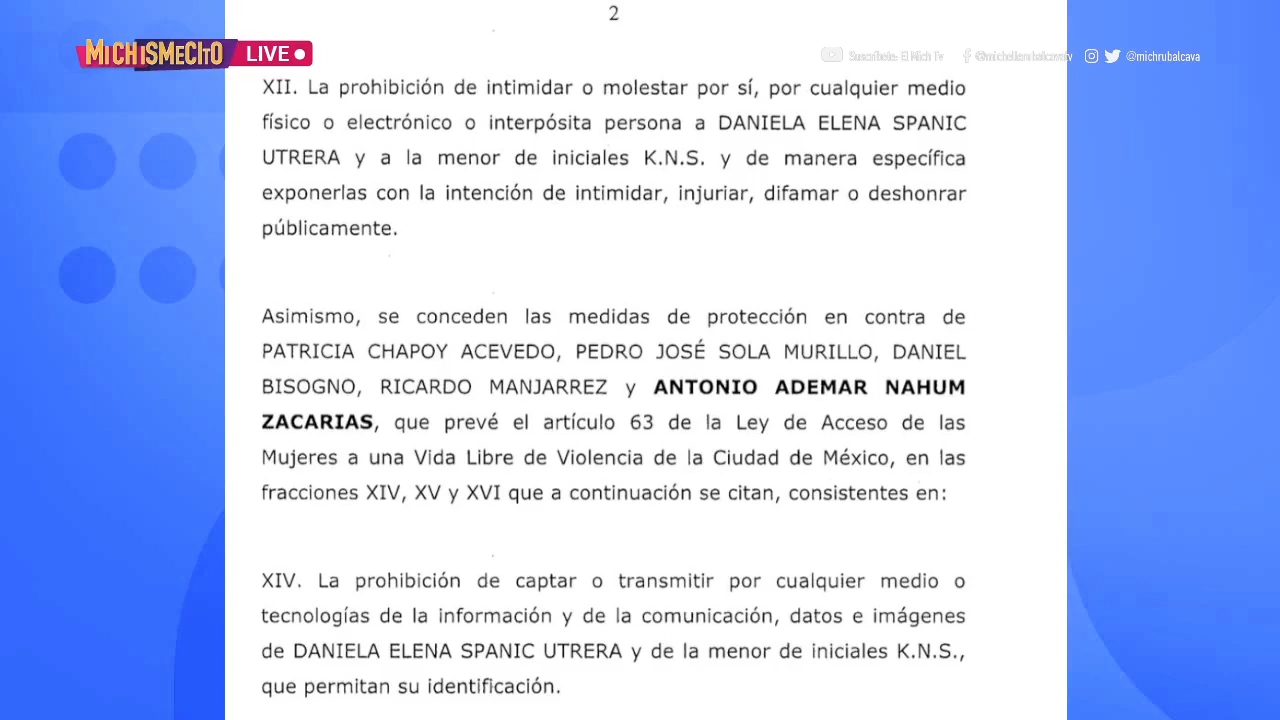 2
MICHISMECITO LIVE
Suscríbete: El Mich Tv @michellerubalcavatv @michrubalcava
XII. La prohibición de intimidar o molestar por sí, por cualquier medio
físico o electrónico o interpósita persona a DANIELA ELENA SPANIC
UTRERA y a la menor de iniciales K.N.S. y de manera específica
exponerlas con la intención de intimidar, injuriar, difamar o deshonrar
públicamente.
Asimismo, se conceden las medidas de protección en contra de
PATRICIA CHAPOY ACEVEDO, PEDRO JOSÉ SOLA MURILLO, DANIEL
BISOGNO, RICARDO MANJARREZ y ANTONIO ADEMAR NAHUM
ZACARIAS, que prevé el artículo 63 de la Ley de Acceso de las
Mujeres a una Vida Libre de Violencia de la Ciudad de México, en las
fracciones XIV, XV y XVI que a continuación se citan, consistentes en:
XIV. La prohibición de captar o transmitir por cualquier medio o
tecnologías de la información y de la comunicación, datos e imágenes
de DANIELA ELENA SPANIC UTRERA y de la menor de iniciales K.N.S.,
que permitan su identificación.